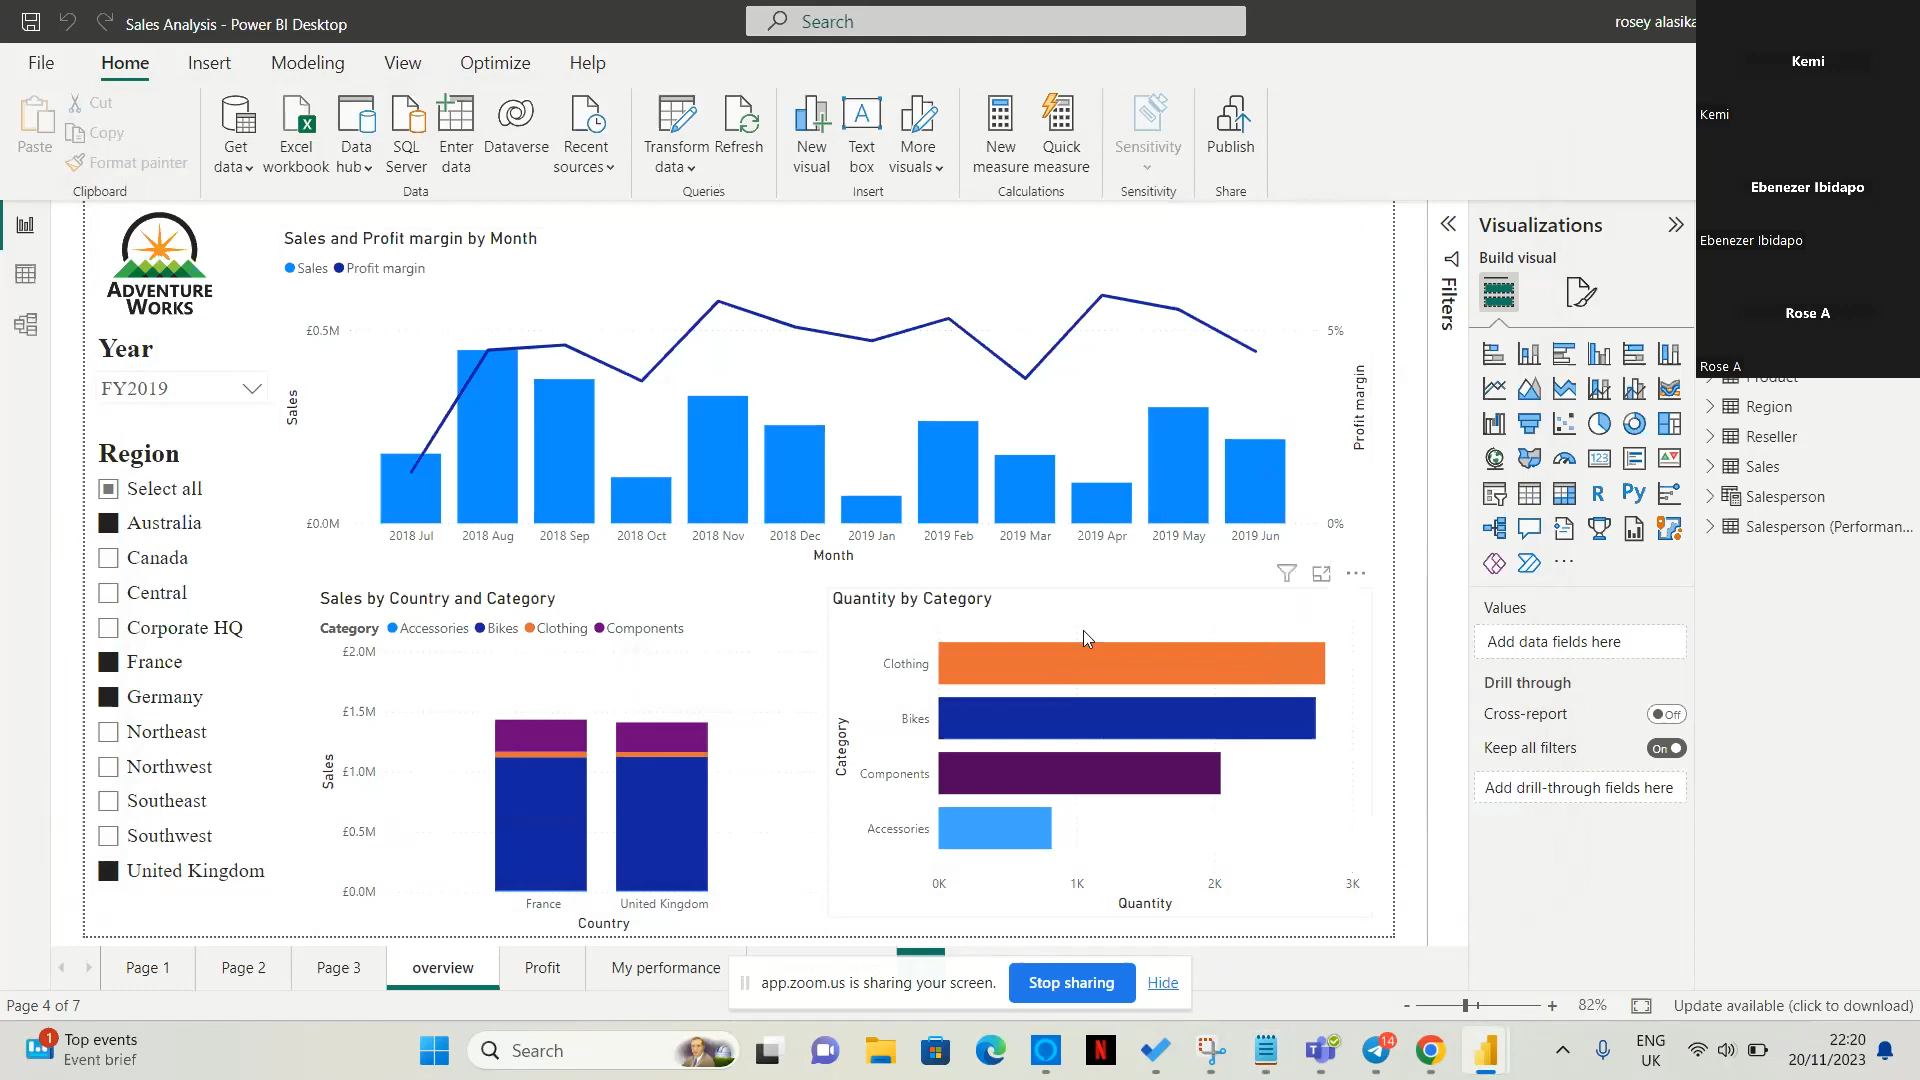 Sales Analysis - Power BI Desktop
Search
rosey alasika
File Home Insert Modeling View Optimize Help
Paste
Cut
Copy
Format painter
Clipboard
Get data
Excel workbook
Data hub
SQL Server
Enter data
Dataverse
Recent sources
Data
Transform data
Refresh
Queries
New visual
Text box
More visuals
Insert
New measure
Quick measure
Calculations
Sensitivity
Sensitivity
Publish
Share
Kemi
Kemi
Ebenezer Ibidapo
Ebenezer Ibidapo
Rose A
Rose A
ADVENTURE
WORKS
Year
FY2019
Region
Select all
Australia
Canada
Central
Corporate HQ
France
Germany
Northeast
Northwest
Southeast
Southwest
United Kingdom
Sales and Profit margin by Month
Sales Profit margin
£0.5M
£0.0M
Sales
5%
0%
Profit margin
2018 Jul 2018 Aug 2018 Sep 2018 Oct 2018 Nov 2018 Dec 2019 Jan 2019 Feb 2019 Mar 2019 Apr 2019 May 2019 Jun
Month
Sales by Country and Category
Category Accessories Bikes Clothing Components
£2.0M
£1.5M
£1.0M
£0.5M
£0.0M
Sales
France United Kingdom
Country
Quantity by Category
Category
Clothing
Bikes
Components
Accessories
0K 1K 2K 3K
Quantity
Filters
Visualizations
Build visual
123
R
Py
Values
Add data fields here
Drill through
Cross-report
Off
Keep all filters
On
Add drill-through fields here
Product
Region
Reseller
Sales
Salesperson
Salesperson (Performan...
Page 1 Page 2 Page 3 overview Profit My performance
app.zoom.us is sharing your screen.
Stop sharing
Hide
Page 4 of 7
- + 82%
Update available (click to download)
1
Top events
Event brief
Search
N
14
ENG
UK
22:20
20/11/2023